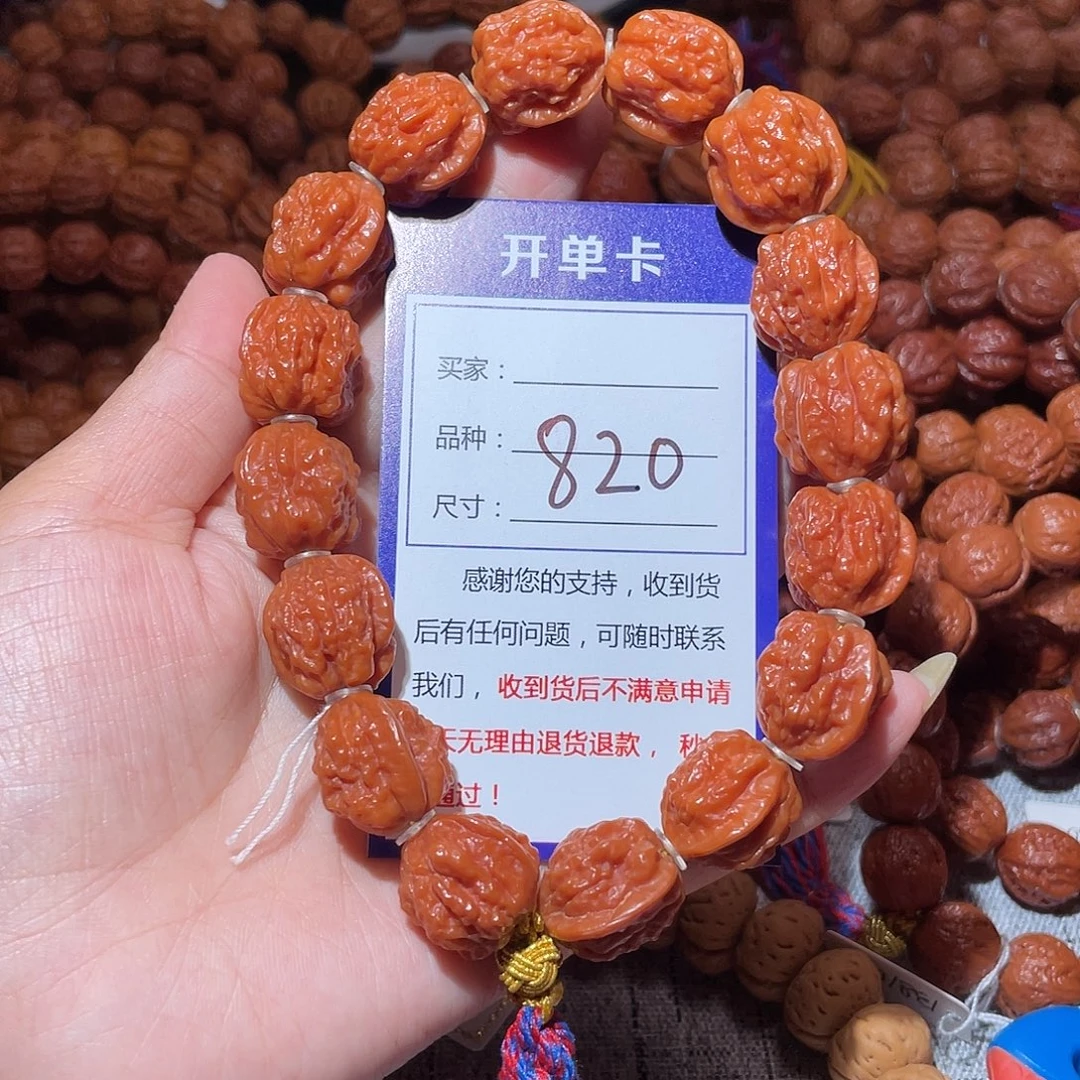 开单卡
买家：
品种：
820
尺寸：
感谢您的支持，收到货
后有任何问题，可随时联系
我们，收到货后不满意申请
天无理由退货退款，秒
通过！